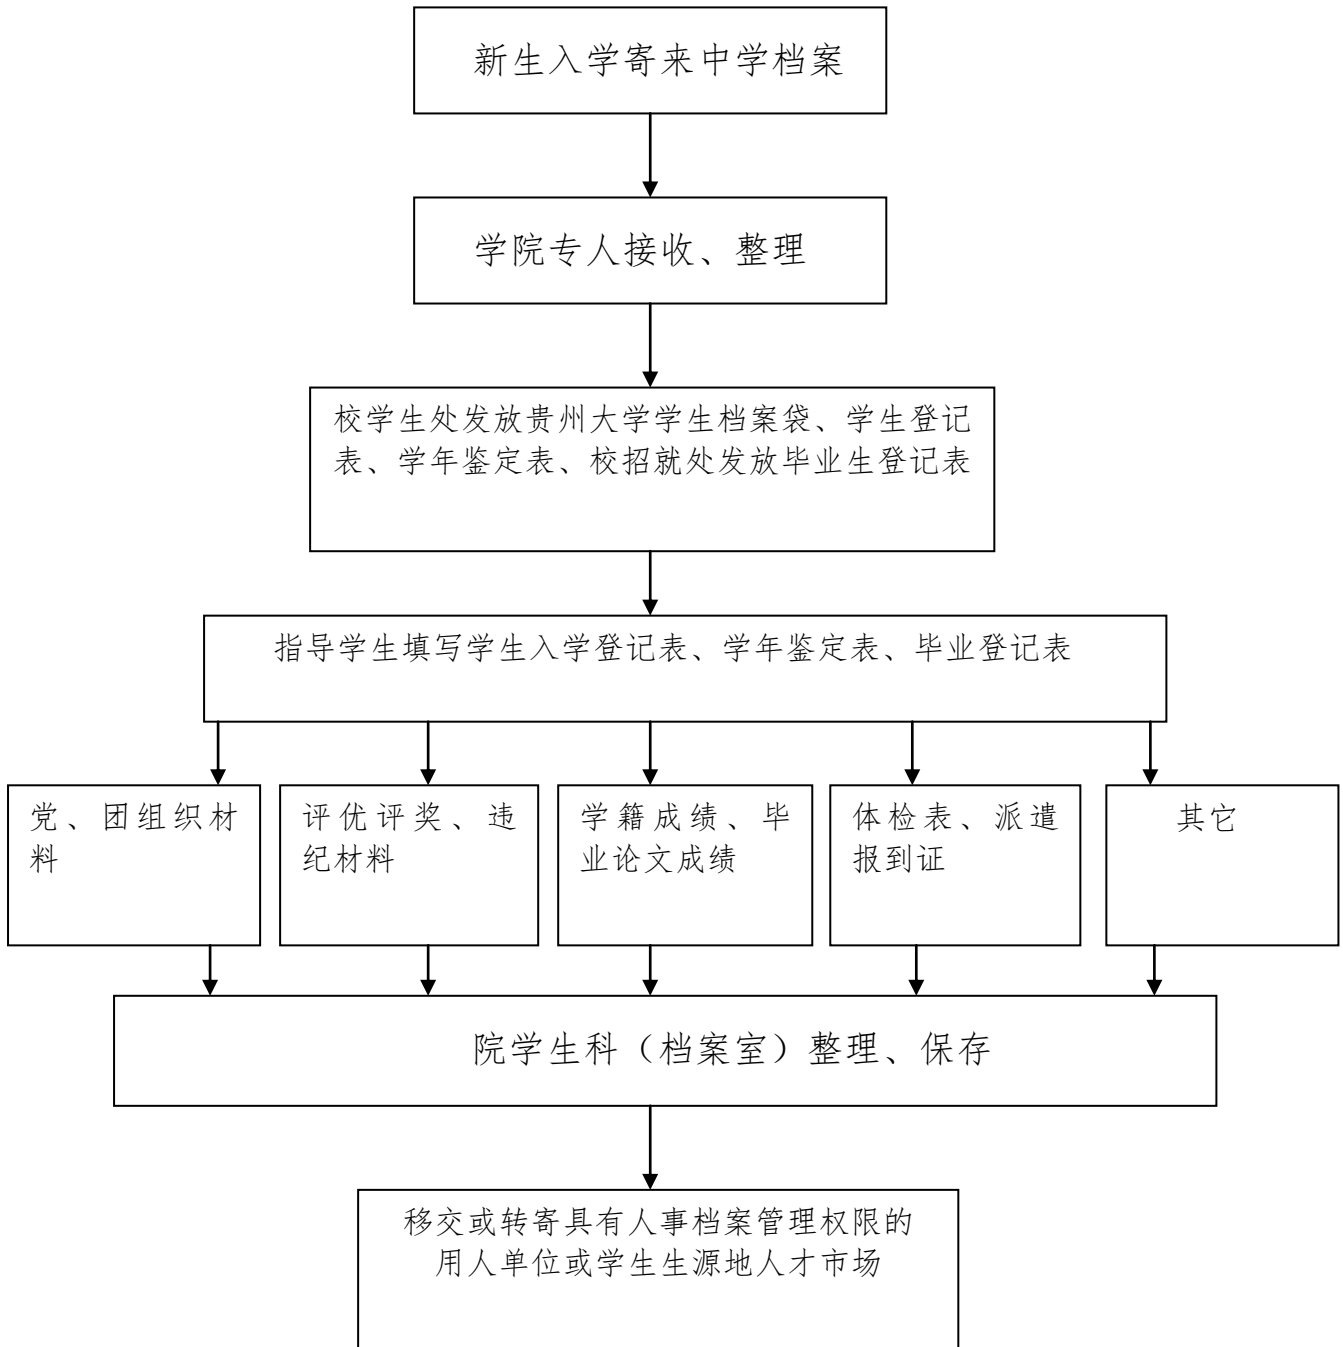 新生入学寄来中学档案
学院专人接收、整理
校学生处发放贵州大学学生档案袋、学生登记
表、学年鉴定表、校招就处发放毕业生登记表
指导学生填写学生入学登记表、学年鉴定表、毕业登记表
党、团组织材
料
评优评奖、违
纪材料
学籍成绩、毕
业论文成绩
体检表、派遣
报到证
其它
院学生科（档案室）整理、保存
移交或转寄具有人事档案管理权限的
用人单位或学生生源地人才市场